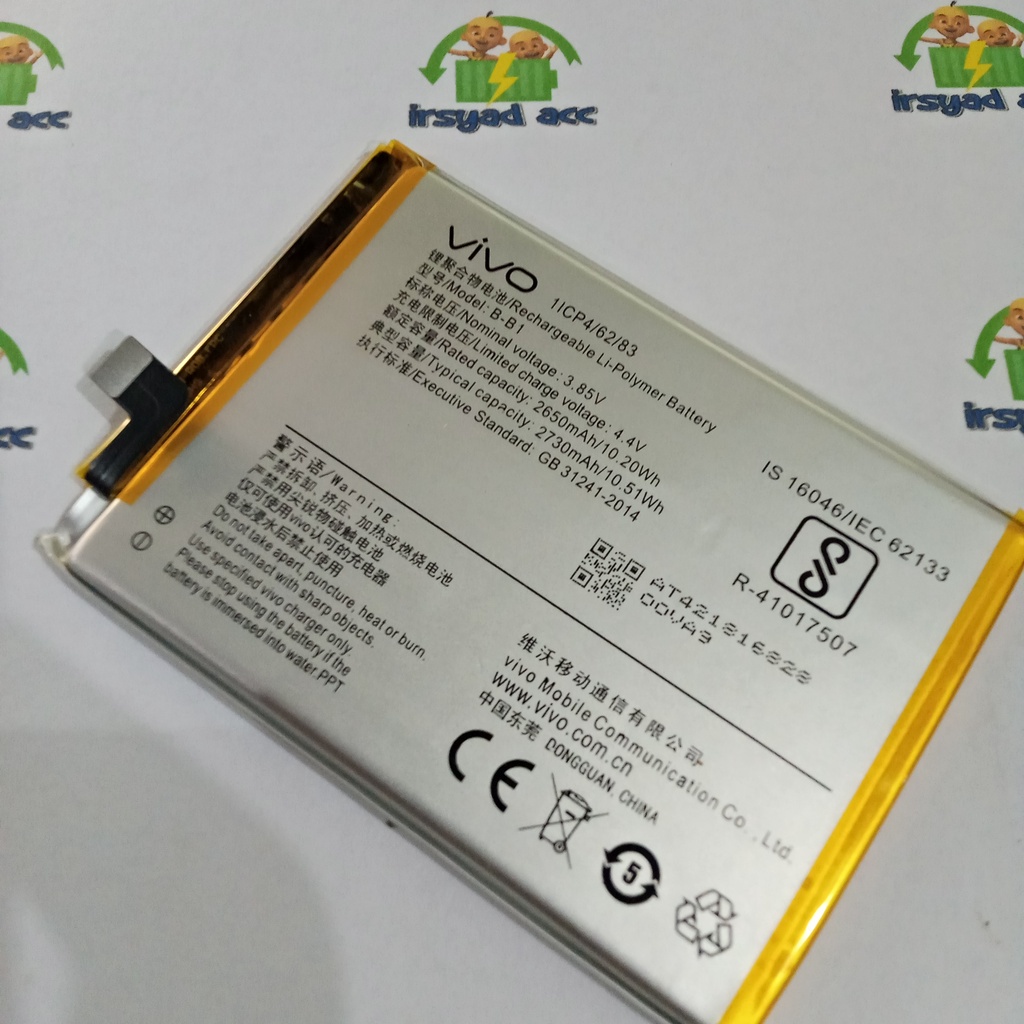 irsyad acc
irsyad a
acc
irsy
cc
vivo
1ICP4/62/83
锂聚合物电池/Rechargeable Li-Polymer Battery
型号/Model: B-B1
标称电压/Nominal voltage: 3.85V
充电限制电压/Limited charge voltage: 4.4V
额定容量/Rated capacity: 2650mAh/10.20Wh
典型容量/Typical capacity: 2730mAh/10.51Wh
执行标准/Executive Standard: GB 31241-2014
IS 16046/IEC 62133
R-41017507
AT421816828
00VA9
警示语/Warning:
严禁拆卸、挤压、加热或燃烧电池
严禁用尖锐物碰触电池
仅可使用vivo认可的充电器
电池浸水后禁止使用
Do not take apart, puncture, heat or burn.
Avoid contact with sharp objects.
Use specified vivo charger only.
Please stop using the battery if the
battery is immersed into water.PPT
维沃移动通信有限公司
vivo Mobile Communication Co.,Ltd.
www.vivo.com.cn
中国东莞 DONGGUAN. CHINA
CE
5